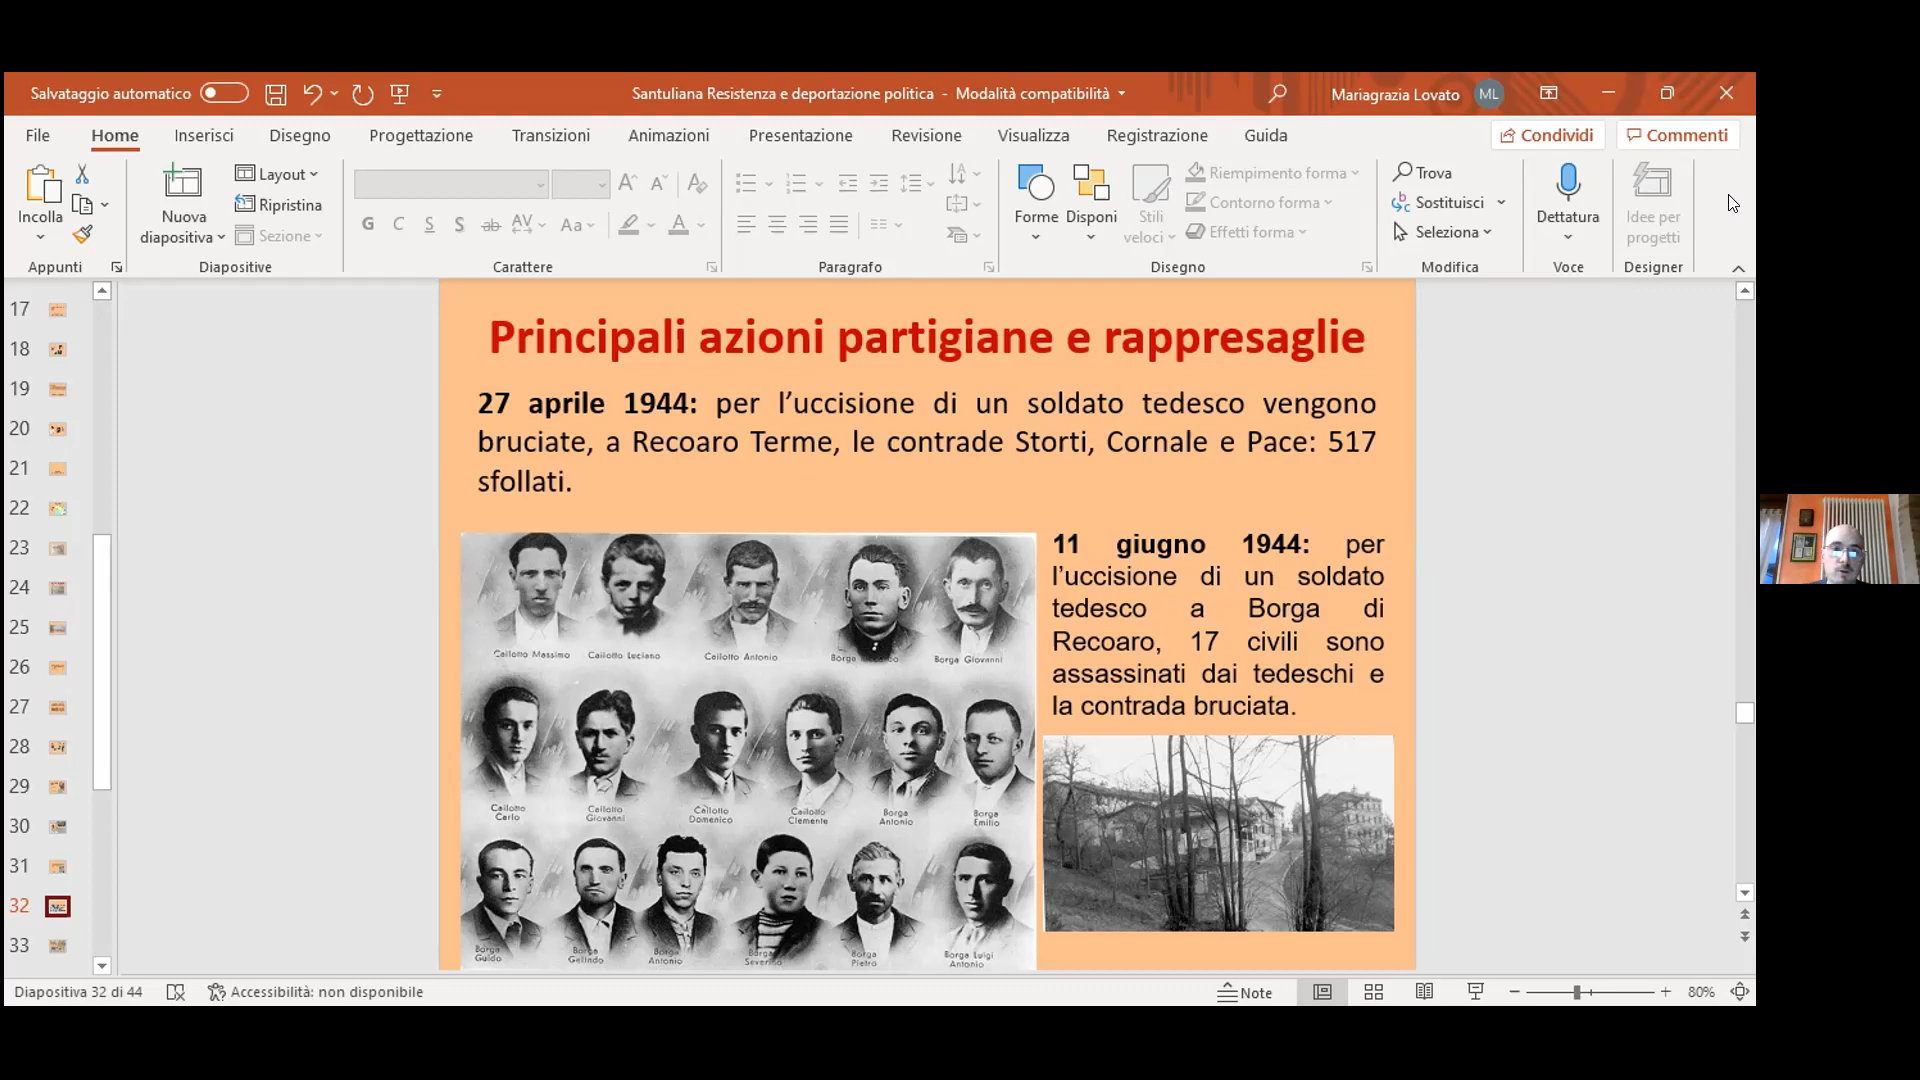 Salvataggio automatico
Santuliana Resistenza e deportazione politica - Modalità compatibilità
Mariagrazia Lovato ML
File Home Inserisci Disegno Progettazione Transizioni Animazioni Presentazione Revisione Visualizza Registrazione Guida Condividi Commenti
Incolla
Appunti
Nuova diapositiva
Layout
Ripristina
Sezione
Diapositive
G C S S ab AV Aa A
Carattere
Paragrafo
Forme
Disponi
Stili veloci
Riempimento forma
Contorno forma
Effetti forma
Disegno
Trova
Sostituisci
Seleziona
Modifica
Dettatura
Voce
Idee per progetti
Designer
17
18
19
20
21
22
23
24
25
26
27
28
29
30
31
32
33
Principali azioni partigiane e rappresaglie
27 aprile 1944: per l’uccisione di un soldato tedesco vengono
bruciate, a Recoaro Terme, le contrade Storti, Cornale e Pace: 517
sfollati.
11 giugno 1944: per
l’uccisione di un soldato
tedesco a Borga di
Recoaro, 17 civili sono
assassinati dai tedeschi e
la contrada bruciata.
Cailotto Massimo Cailotto Luciano Cailotto Antonio Borga Borga Giovanni
Cailotto Carlo
Cailotto Giovanni
Cailotto Domenico
Cailotto Clemente
Borga Antonio
Borga Emilio
Borga Guido
Borga Gelindo
Borga Antonio
Borga Severino
Borga Pietro
Borga Luigi Antonio
Diapositiva 32 di 44
Accessibilità: non disponibile
Note
80%